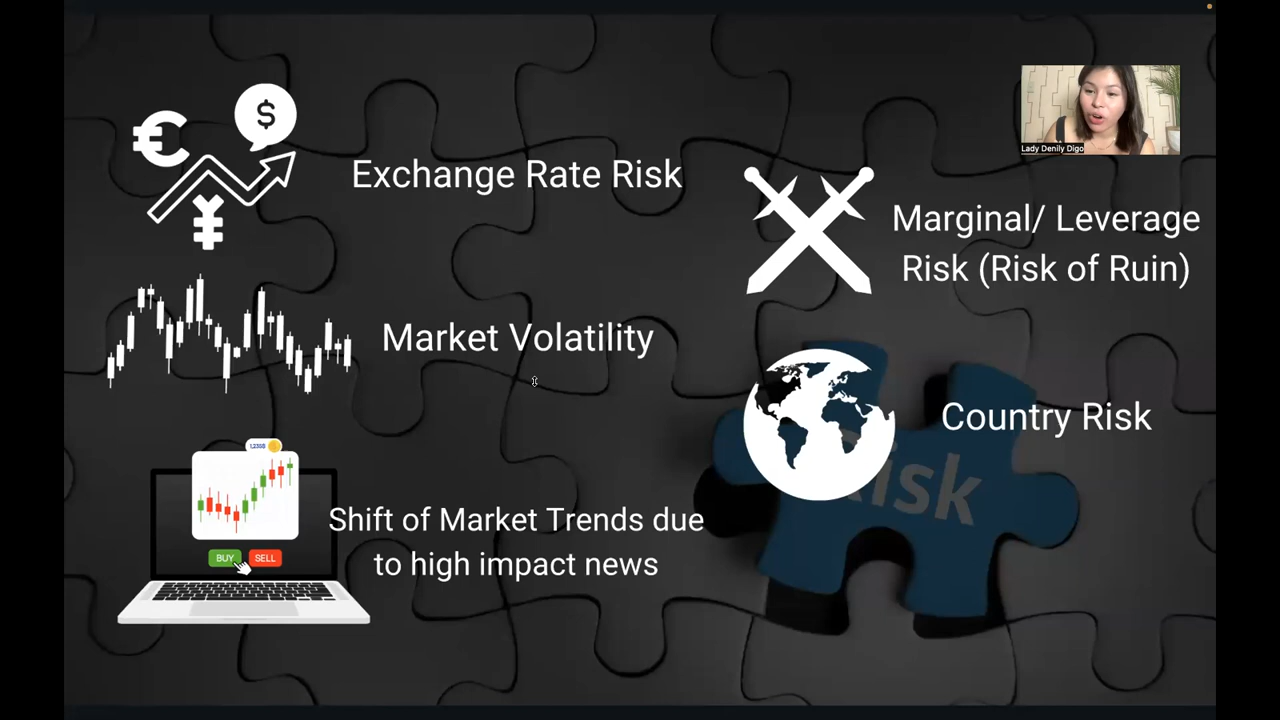 $
€
¥
Exchange Rate Risk
Lady Denily Digo
Marginal/ Leverage
Risk (Risk of Ruin)
Market Volatility
Country Risk
Risk
Shift of Market Trends due
to high impact news
BUY
SELL